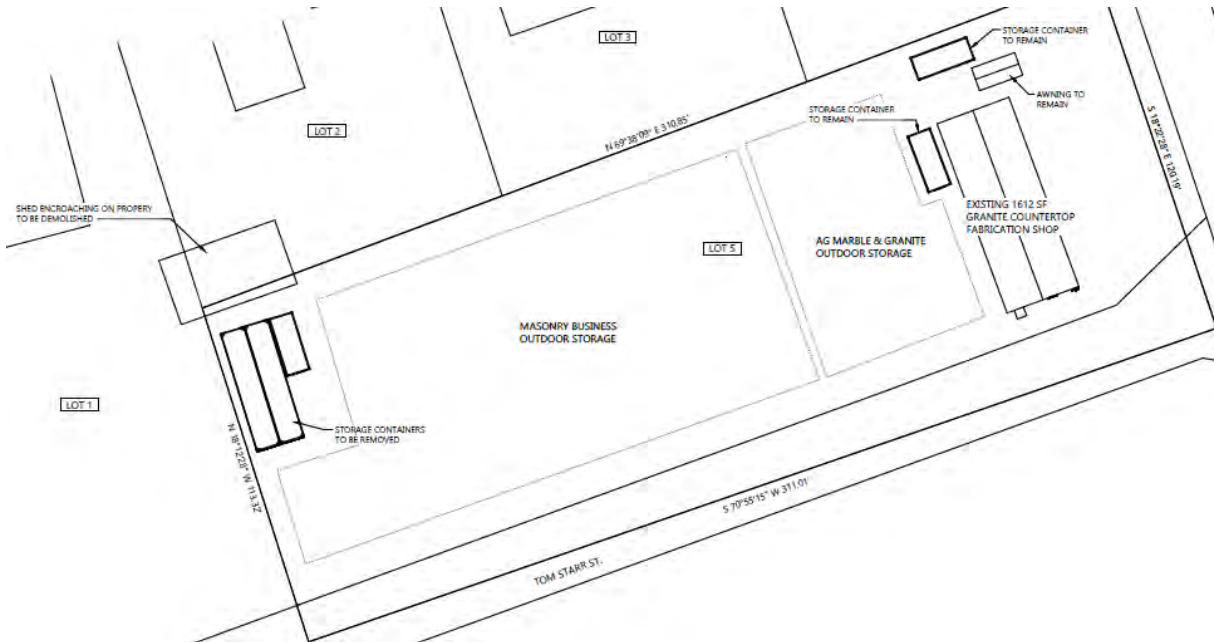 LOT 3
STORAGE CONTAINER
TO REMAIN
AWNING TO
REMAIN
STORAGE CONTAINER
TO REMAIN
LOT 2
N 69°38'09" E 310.85'
S 18°22'28" E 120.19'
SHED ENCROACHING ON PROPERY
TO BE DEMOLISHED
EXISTING 1612 SF
GRANITE COUNTERTOP
FABRICATION SHOP
LOT 5
AG MARBLE & GRANITE
OUTDOOR STORAGE
MASONRY BUSINESS
OUTDOOR STORAGE
LOT 1
STORAGE CONTAINERS
TO BE REMOVED
N 18°12'28" W 113.32'
S 70°55'15" W 311.01'
TOM STARR ST.